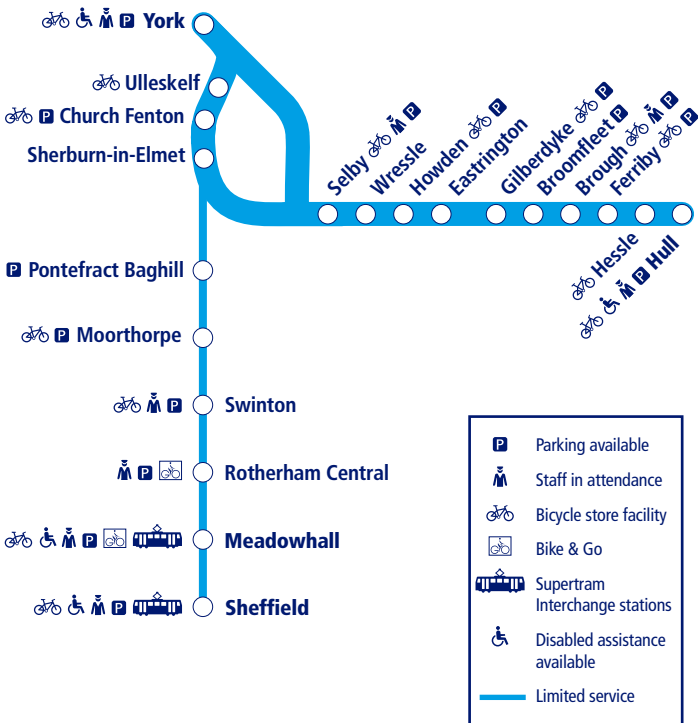 P York
Ulleskelf
P Church Fenton
Sherburn-in-Elmet
Selby P
Wressle
Howden P
Eastrington
Gilberdyke P
Broomfleet P
Brough P
Ferriby P
Hessle
P Hull
P Pontefract Baghill
P Moorthorpe
P Swinton
P Rotherham Central
P Meadowhall
P Sheffield
P Parking available
Staff in attendance
Bicycle store facility
Bike & Go
Supertram
Interchange stations
Disabled assistance
available
Limited service